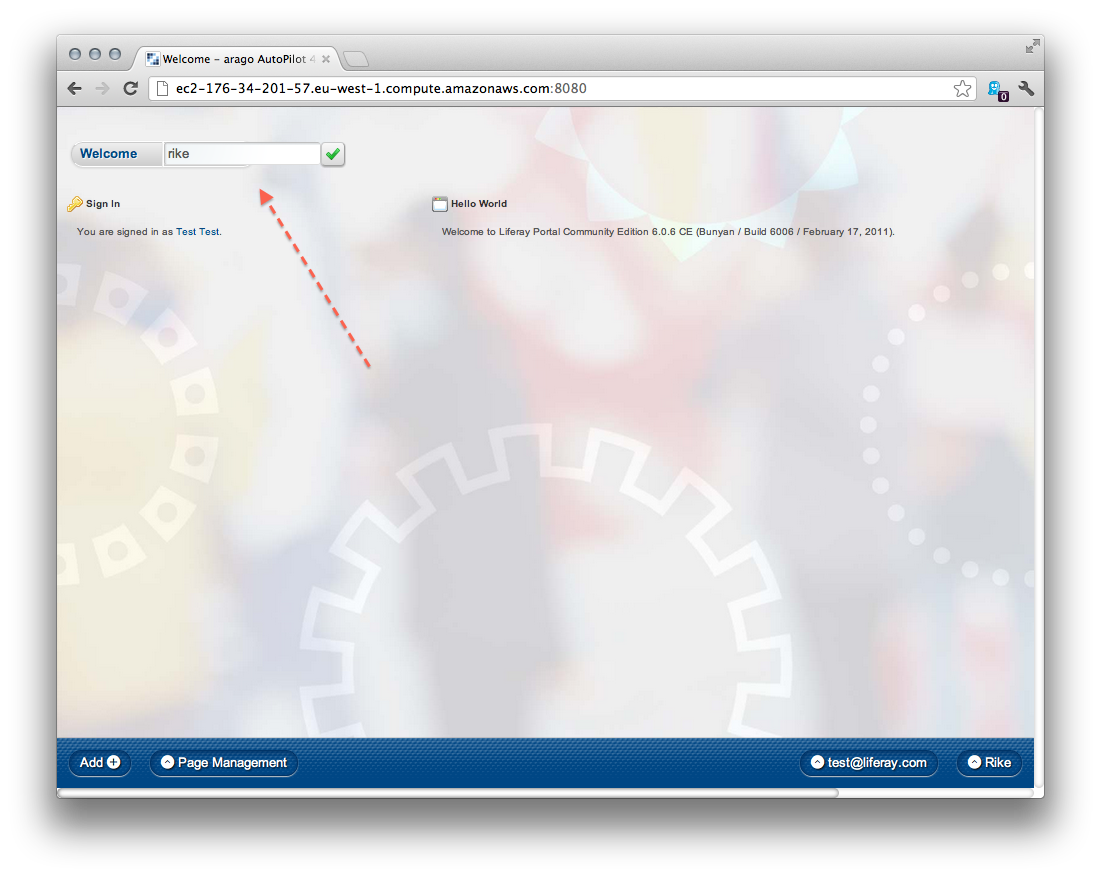 Welcome – arago AutoPilot 4
ec2-176-34-201-57.eu-west-1.compute.amazonaws.com:8080
0
Welcome rike
Sign In
You are signed in as Test Test.
Hello World
Welcome to Liferay Portal Community Edition 6.0.6 CE (Bunyan / Build 6006 / February 17, 2011).
Add Page Management test@liferay.com Rike